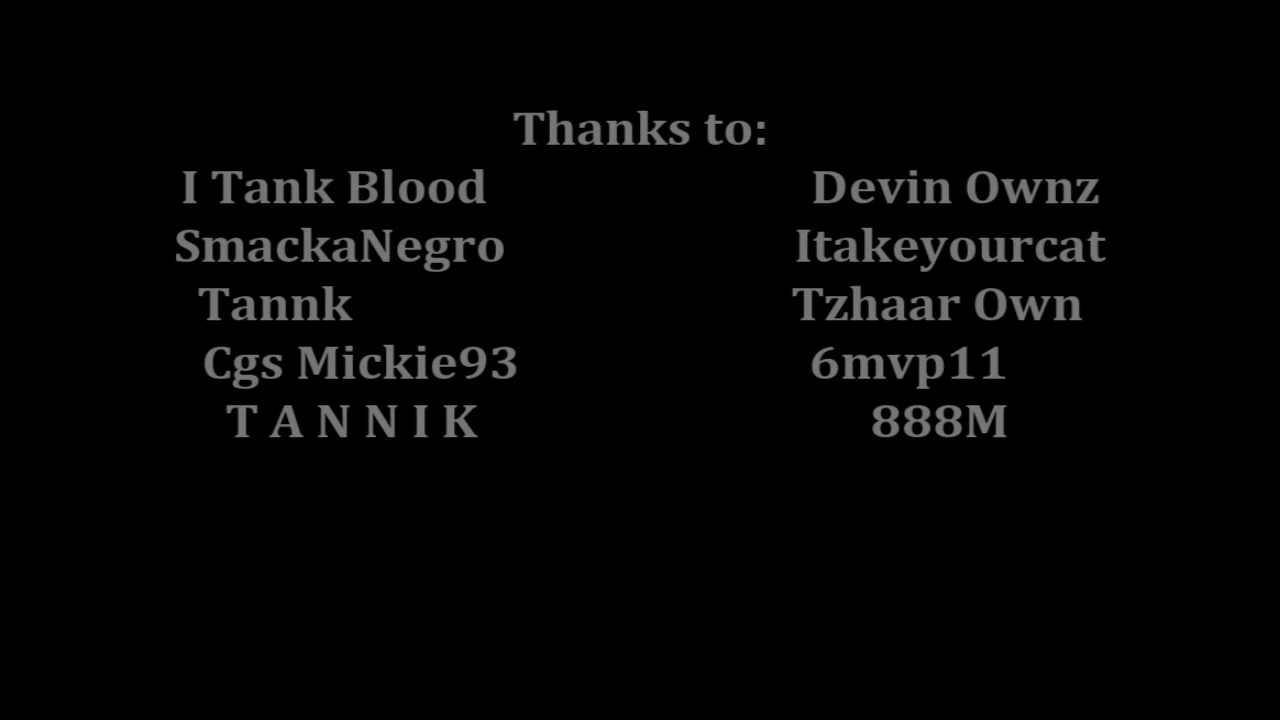 Thanks to:
I Tank Blood Devin Ownz
SmackaNegro Itakeyourcat
Tannk Tzhaar Own
Cgs Mickie93 6mvp11
T A N N I K 888M